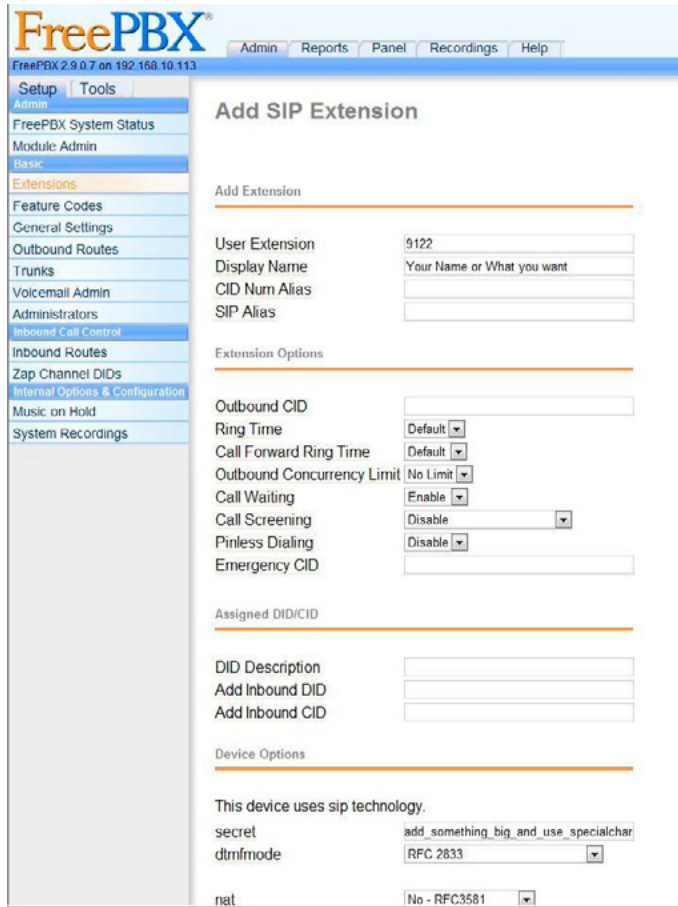 FreePBX®
Admin Reports Panel Recordings Help
FreePBX 2.9.0.7 on 192.168.10.113
Setup Tools
Admin
FreePBX System Status
Module Admin
Basic
Extensions
Feature Codes
General Settings
Outbound Routes
Trunks
Voicemail Admin
Administrators
Inbound Call Control
Inbound Routes
Zap Channel DIDs
Internal Options & Configuration
Music on Hold
System Recordings
Add SIP Extension
Add Extension
User Extension 9122
Display Name Your Name or What you want
CID Num Alias
SIP Alias
Extension Options
Outbound CID
Ring Time Default
Call Forward Ring Time Default
Outbound Concurrency Limit No Limit
Call Waiting Enable
Call Screening Disable
Pinless Dialing Disable
Emergency CID
Assigned DID/CID
DID Description
Add Inbound DID
Add Inbound CID
Device Options
This device uses sip technology.
secret add_something_big_and_use_specialchar
dtmfmode RFC 2833
nat No - RFC3581